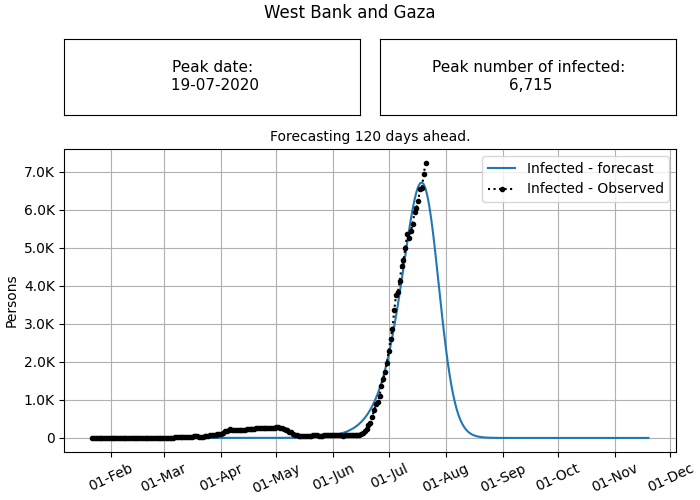 West Bank and Gaza
Peak date:
19-07-2020
Peak number of infected:
6,715
Forecasting 120 days ahead.
Infected - forecast
Infected - Observed
Persons
7.0K
6.0K
5.0K
4.0K
3.0K
2.0K
1.0K
0
01-Feb
01-Mar
01-Apr
01-May
01-Jun
01-Jul
01-Aug
01-Sep
01-Oct
01-Nov
01-Dec